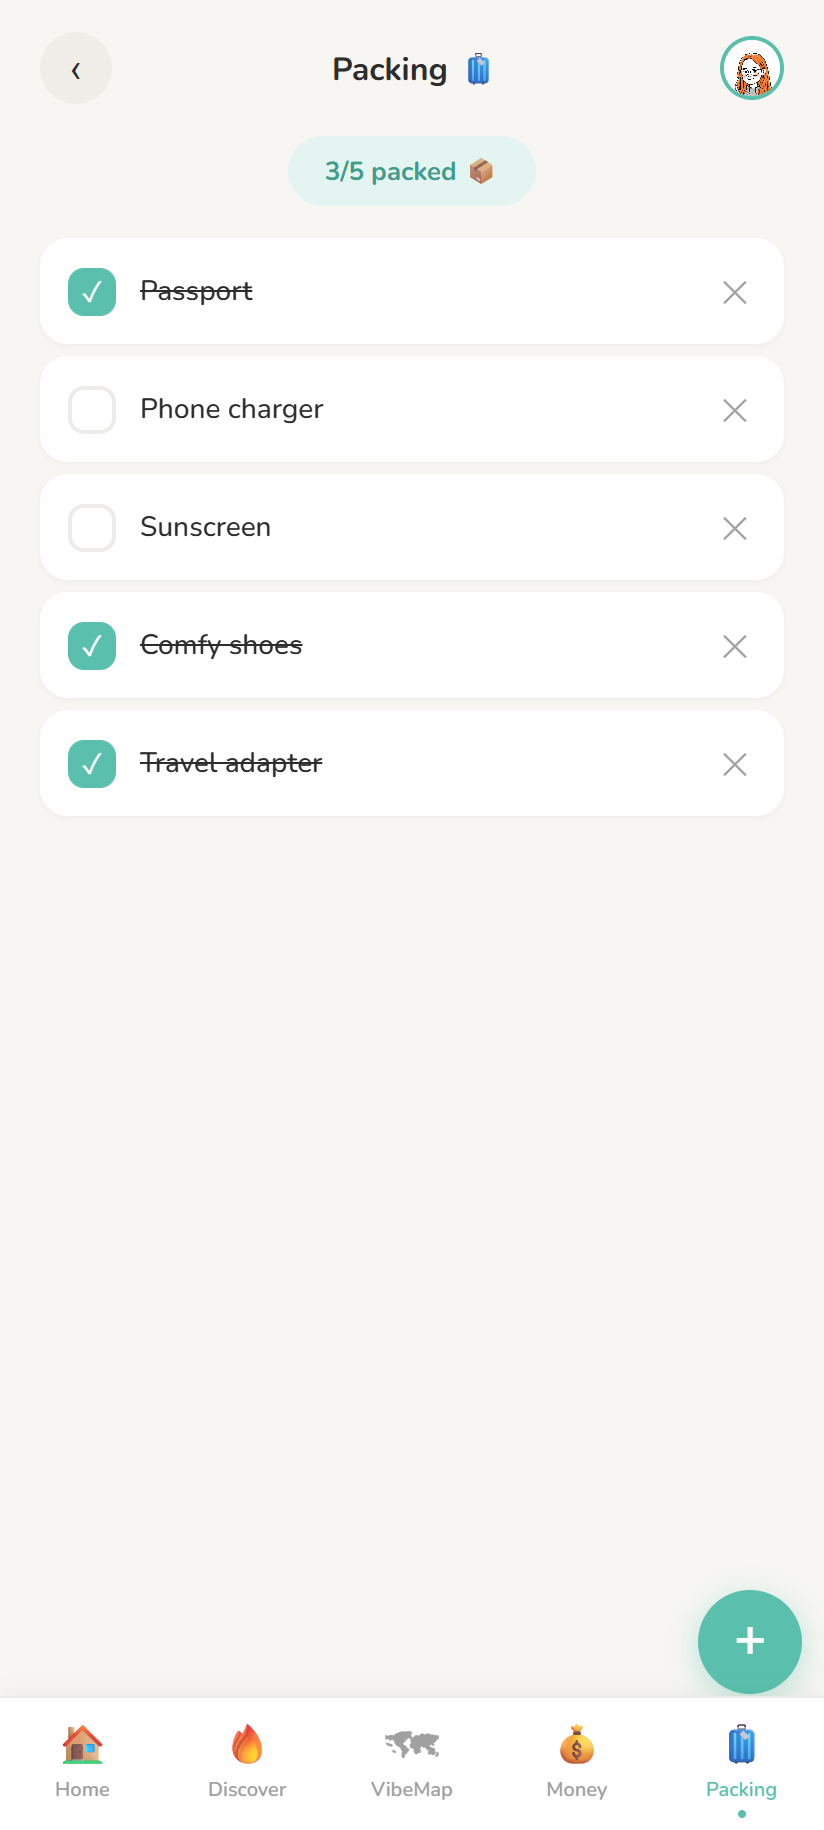 Packing 🧳
3/5 packed 📦
Passport
Phone charger
Sunscreen
Comfy shoes
Travel adapter
+
Home
Discover
VibeMap
Money
Packing